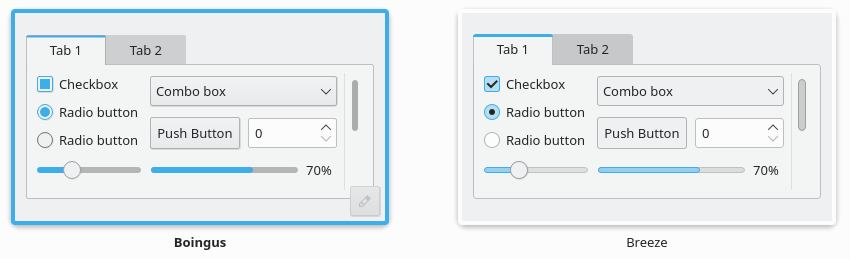 Tab 1 Tab 2
Checkbox Combo box
Radio button
Radio button Push Button 0
70%
Boingus
Tab 1 Tab 2
Checkbox Combo box
Radio button
Radio button Push Button 0
70%
Breeze